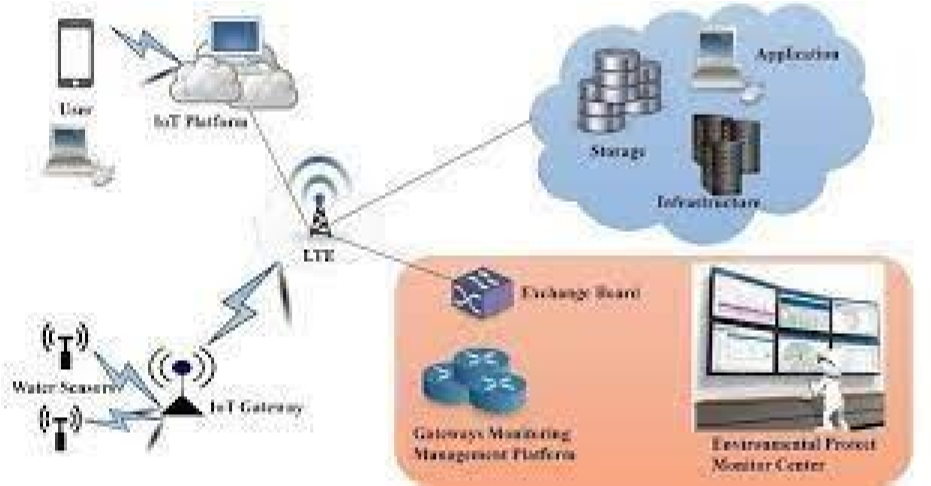 User
IoT Platform
Application
Storage
Infrastructure
LTE
Exchange Board
Water Sensors
IoT Gateway
Gateways Monitoring
Management Platform
Environmental Protect
Monitor Center